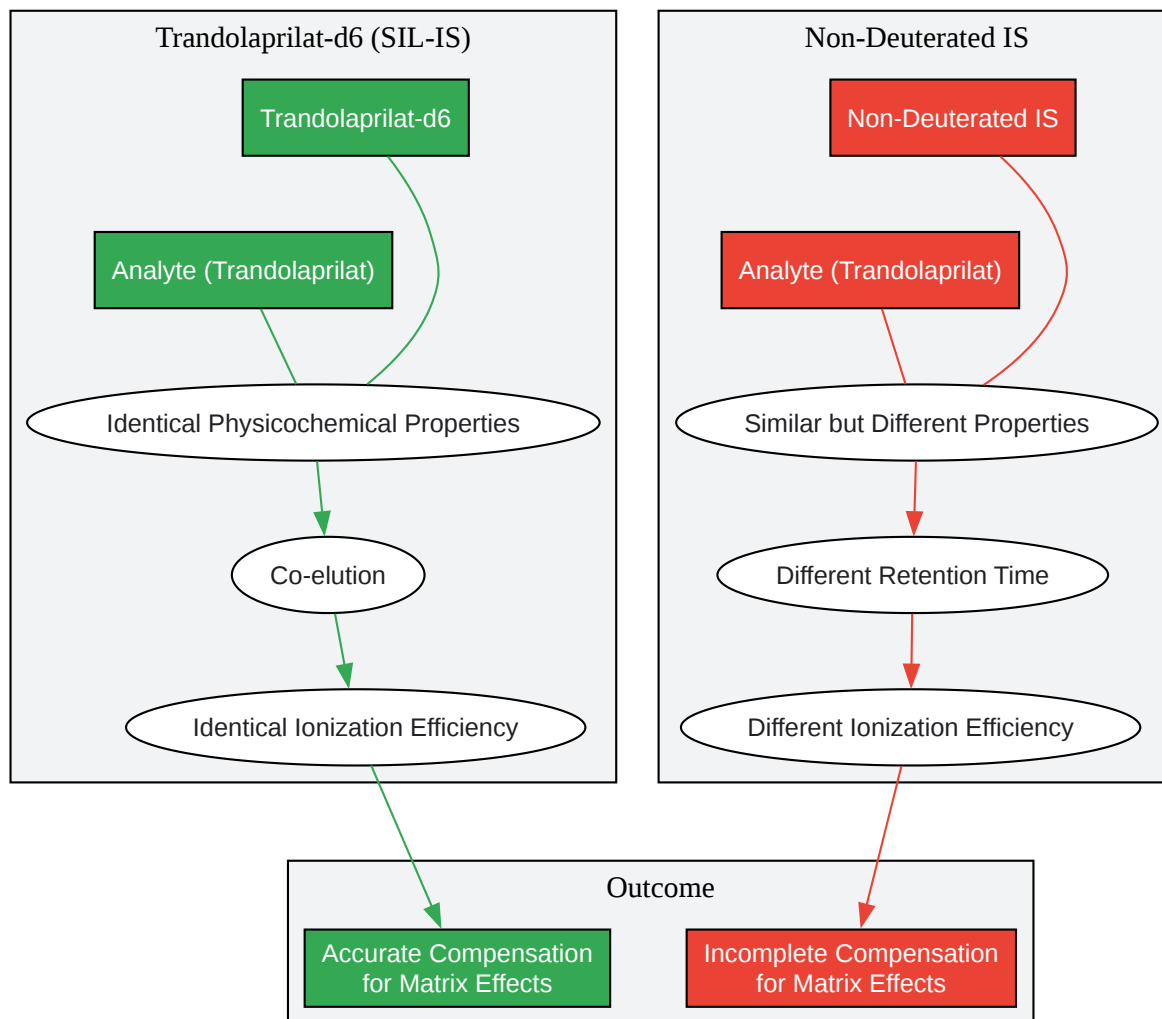 Trandolaprilat-d6 (SIL-IS)
Trandolaprilat-d6
Analyte (Trandolaprilat)
Identical Physicochemical Properties
Co-elution
Identical Ionization Efficiency
Non-Deuterated IS
Non-Deuterated IS
Analyte (Trandolaprilat)
Similar but Different Properties
Different Retention Time
Different Ionization Efficiency
Outcome
Accurate Compensation
for Matrix Effects
Incomplete Compensation
for Matrix Effects